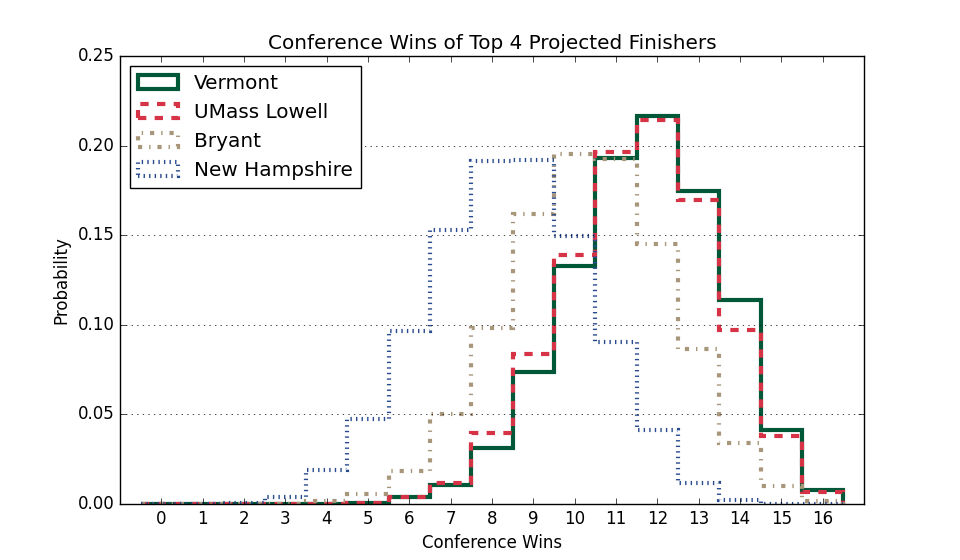 Conference Wins of Top 4 Projected Finishers
0.25
0.20
0.15
0.10
0.05
0.00
Probability
Vermont
UMass Lowell
Bryant
New Hampshire
0 1 2 3 4 5 6 7 8 9 10 11 12 13 14 15 16
Conference Wins